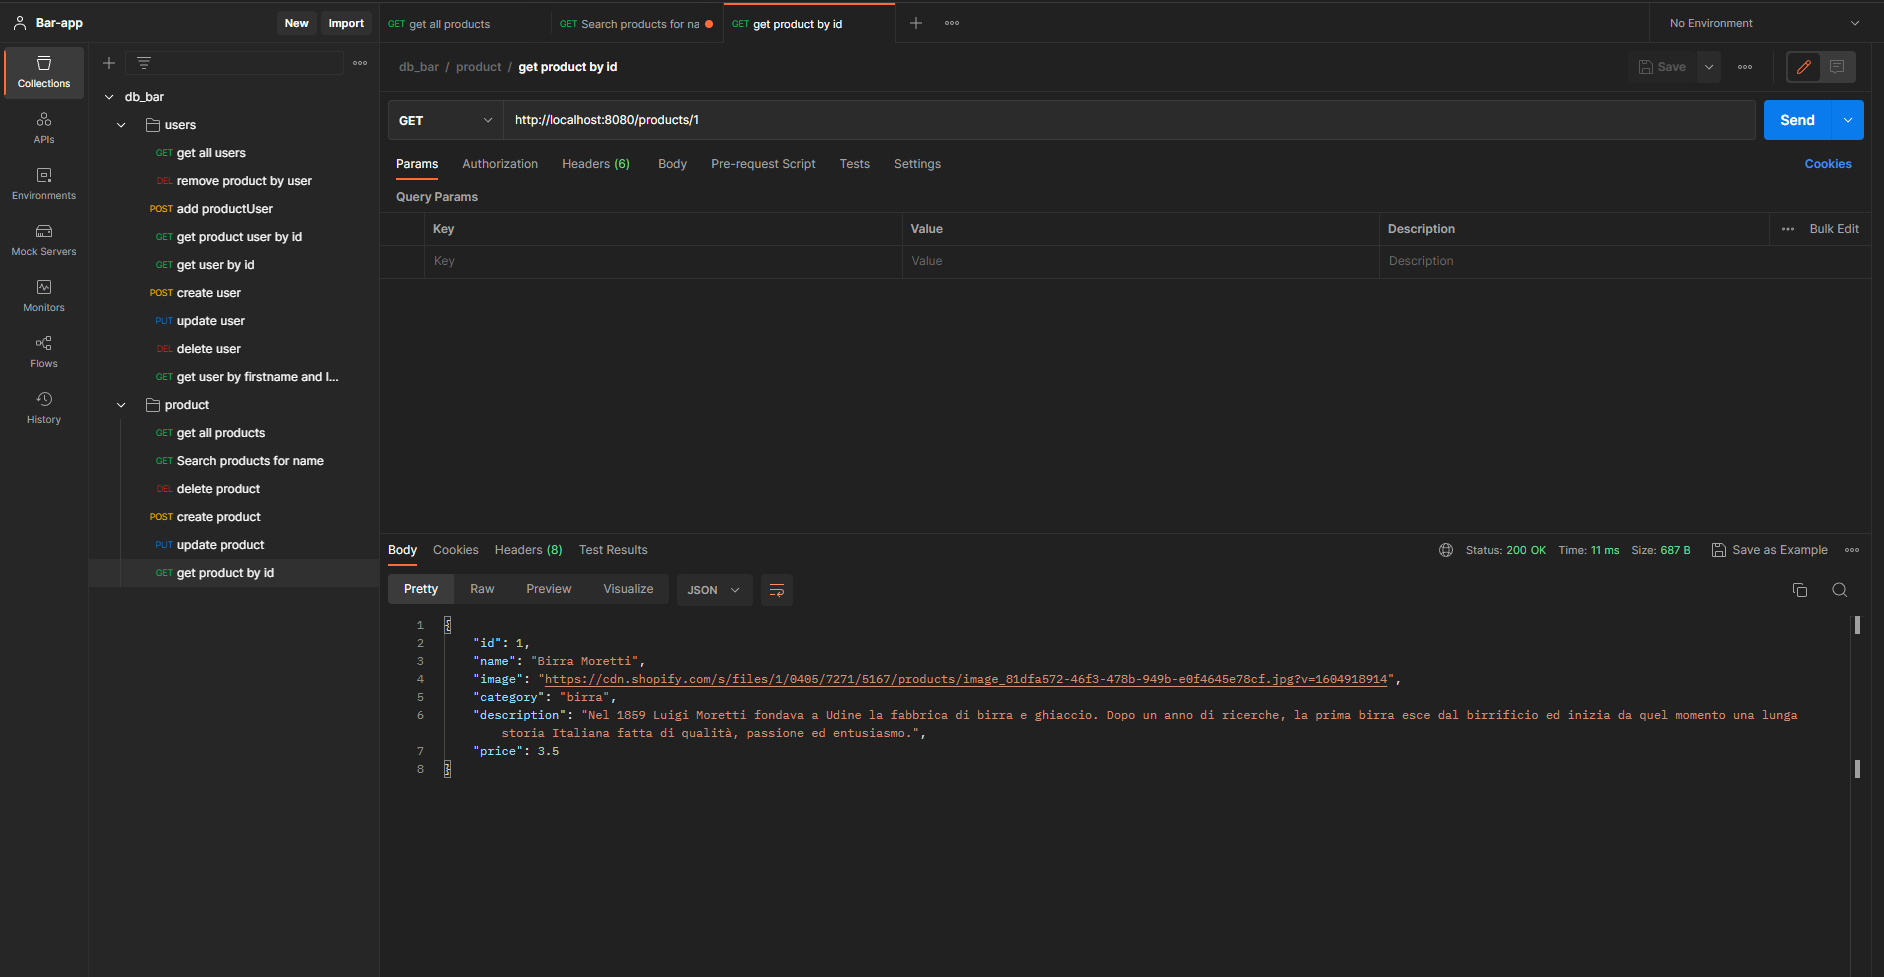 Bar-app
New
Import
GET get all products
GET Search products for na
GET get product by id
No Environment
Collections
APIs
Environments
Mock Servers
Monitors
Flows
History
db_bar
users
GET get all users
DEL remove product by user
POST add productUser
GET get product user by id
GET get user by id
POST create user
PUT update user
DEL delete user
GET get user by firstname and l...
product
GET get all products
GET Search products for name
DEL delete product
POST create product
PUT update product
GET get product by id
db_bar / product / get product by id
Save
GET
http://localhost:8080/products/1
Send
Params Authorization Headers (6) Body Pre-request Script Tests Settings
Cookies
Query Params
Key Value Description Bulk Edit
Key Value Description
Body Cookies Headers (8) Test Results
Status: 200 OK Time: 11 ms Size: 687 B Save as Example
Pretty Raw Preview Visualize JSON
1 {
2 "id": 1,
3 "name": "Birra Moretti",
4 "image": "https://cdn.shopify.com/s/files/1/0405/7271/5167/products/image_81dfa572-46f3-478b-949b-e0f4645e78cf.jpg?v=1604918914",
5 "category": "birra",
6 "description": "Nel 1859 Luigi Moretti fondava a Udine la fabbrica di birra e ghiaccio. Dopo un anno di ricerche, la prima birra esce dal birrificio ed inizia da quel momento una lunga
storia Italiana fatta di qualità, passione ed entusiasmo.",
7 "price": 3.5
8 }